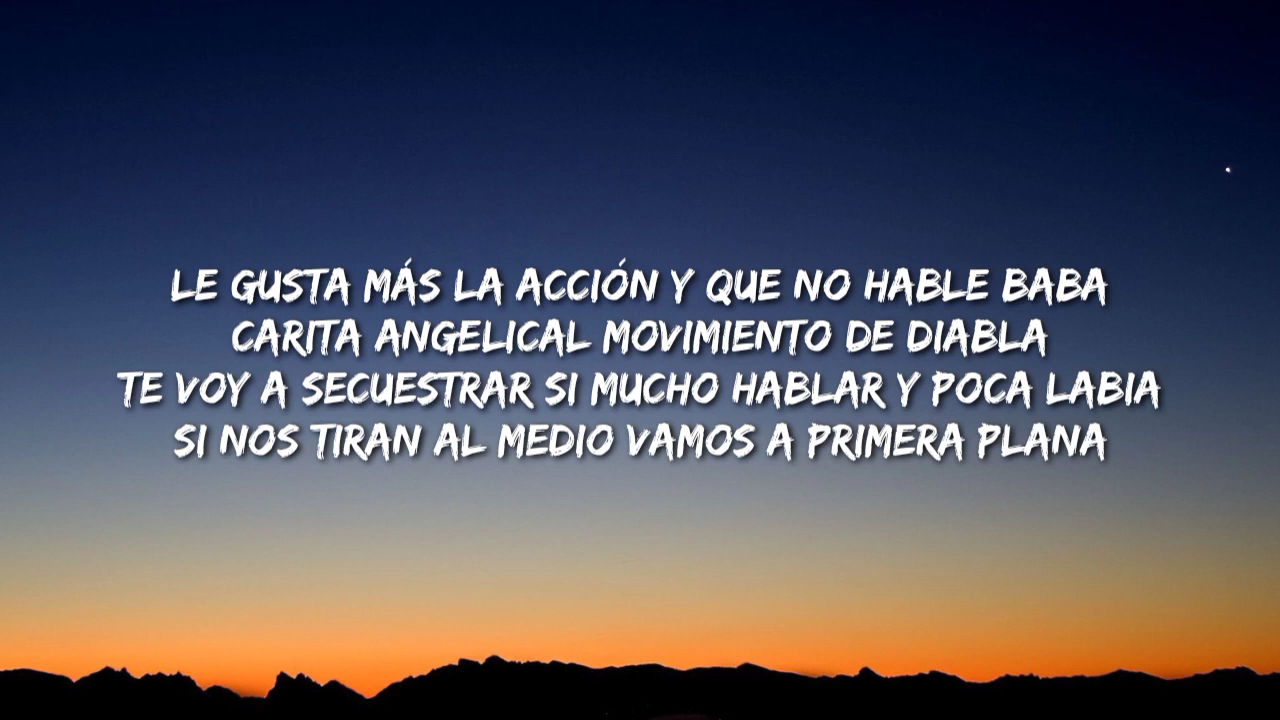 LE GUSTA MÁS LA ACCIÓN Y QUE NO HABLE BABA
CARITA ANGELICAL MOVIMIENTO DE DIABLA
TE VOY A SECUESTRAR SI MUCHO HABLAR Y POCA LABIA
SI NOS TIRAN AL MEDIO VAMOS A PRIMERA PLANA